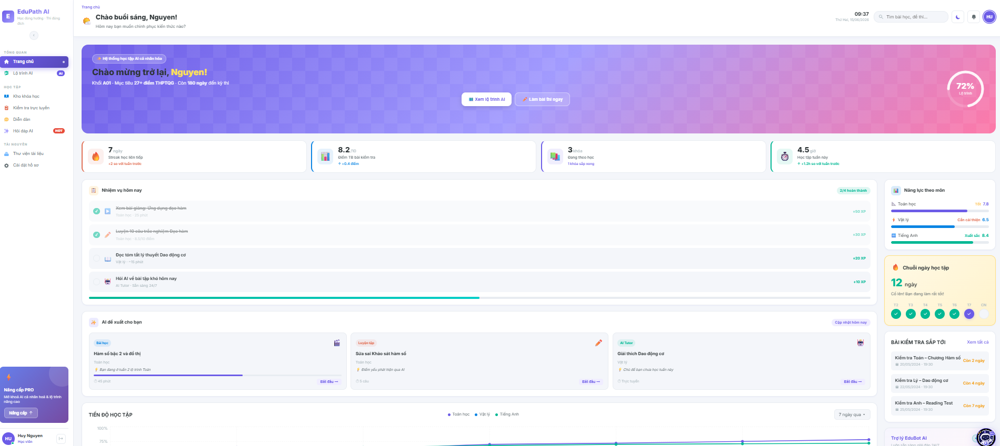 E
EduPath AI
Học đúng hướng · Thi đúng
đích
TỔNG QUAN
Trang chủ
Lộ trình AI
AI
HỌC TẬP
Kho khóa học
Kiểm tra trực tuyến
Diễn đàn
Hỏi đáp AI
HOT
TÀI NGUYÊN
Thư viện tài liệu
Cài đặt hồ sơ
Nâng cấp PRO
Mở khoá AI cá nhân hoá & lộ trình
nâng cao
Nâng cấp ↑
HU
Huy Nguyen
Học viên
Trang chủ
Chào buổi sáng, Nguyen!
Hôm nay bạn muốn chinh phục kiến thức nào?
09:37
Thứ Hai, 15/06/2026
Tìm bài học, đề thi...
HU
Hệ thống học tập AI cá nhân hóa
Chào mừng trở lại, Nguyen!
Khối A01 · Mục tiêu 27+ điểm THPTQG · Còn 180 ngày đến kỳ thi
Xem lộ trình AI
Làm bài thi ngay
72%
Lộ trình
7 ngày
Streak học liên tiếp
+2 so với tuần trước
8.2 /10
Điểm TB bài kiểm tra
↑ +0.4 điểm
3 khóa
Đang theo học
1 khóa sắp xong
4.5 giờ
Học tập tuần này
↑ +1.2h so với tuần trước
Nhiệm vụ hôm nay
2/4 hoàn thành
Xem bài giảng: Ứng dụng đạo hàm
Toán học · 25 phút
+50 XP
Luyện 10 câu trắc nghiệm Đạo hàm
Toán học · 8.5/10 điểm
+30 XP
Đọc tóm tắt lý thuyết Dao động cơ
Vật lý · ~15 phút
+20 XP
Hỏi AI về bài tập khó hôm nay
AI Tutor · Sẵn sàng 24/7
+10 XP
AI đề xuất cho bạn
Cập nhật hôm nay
Bài học
Hàm số bậc 2 và đồ thị
Toán học
Bạn đang ở tuần 2 lộ trình Toán
45 phút
Bắt đầu →
Luyện tập
Sửa sai Khảo sát hàm số
Toán học
Điểm yếu phát hiện qua AI
5 câu
Bắt đầu →
AI Tutor
Giải thích Dao động cơ
Vật lý
Chủ đề bạn chưa học tuần này
Trực tuyến
Bắt đầu →
TIẾN ĐỘ HỌC TẬP
Toán học
Vật lý
Tiếng Anh
7 ngày qua
100%
75%
Năng lực theo môn
Toán học
Tốt 7.8
Vật lý
Cần cải thiện 6.5
Tiếng Anh
Xuất sắc 8.4
Chuỗi ngày học tập
12 ngày
Cố lên! Bạn đang làm rất tốt!
T2 T3 T4 T5 T6 T7 CN
BÀI KIỂM TRA SẮP TỚI
Xem tất cả
Kiểm tra Toán – Chương Hàm số
20/05/2024 · 19:30
Còn 2 ngày
Kiểm tra Lý – Dao động cơ
22/05/2024 · 19:30
Còn 4 ngày
Kiểm tra Anh – Reading Test
25/05/2024 · 19:30
Còn 7 ngày
Trợ lý EduBot AI
Luôn sẵn sàng giải đáp 24/7